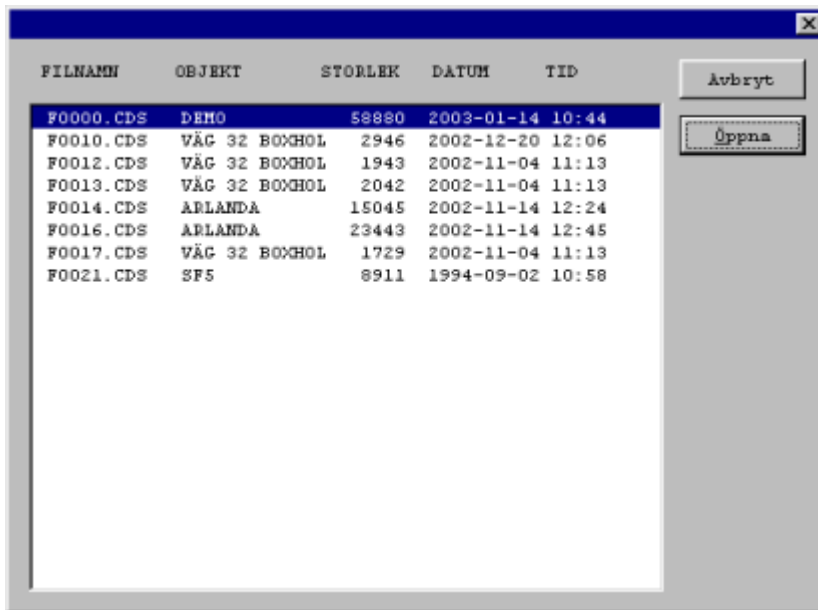 FILNAMN OBJEKT STORLEK DATUM TID
Avbryt
F0000.CDS DEMO 58880 2003-01-14 10:44
Öppna
F0010.CDS VÄG 32 BOXHOL 2946 2002-12-20 12:06
F0012.CDS VÄG 32 BOXHOL 1943 2002-11-04 11:13
F0013.CDS VÄG 32 BOXHOL 2042 2002-11-04 11:13
F0014.CDS ARLANDA 15045 2002-11-14 12:24
F0016.CDS ARLANDA 23443 2002-11-14 12:45
F0017.CDS VÄG 32 BOXHOL 1729 2002-11-04 11:13
F0021.CDS SF5 8911 1994-09-02 10:58